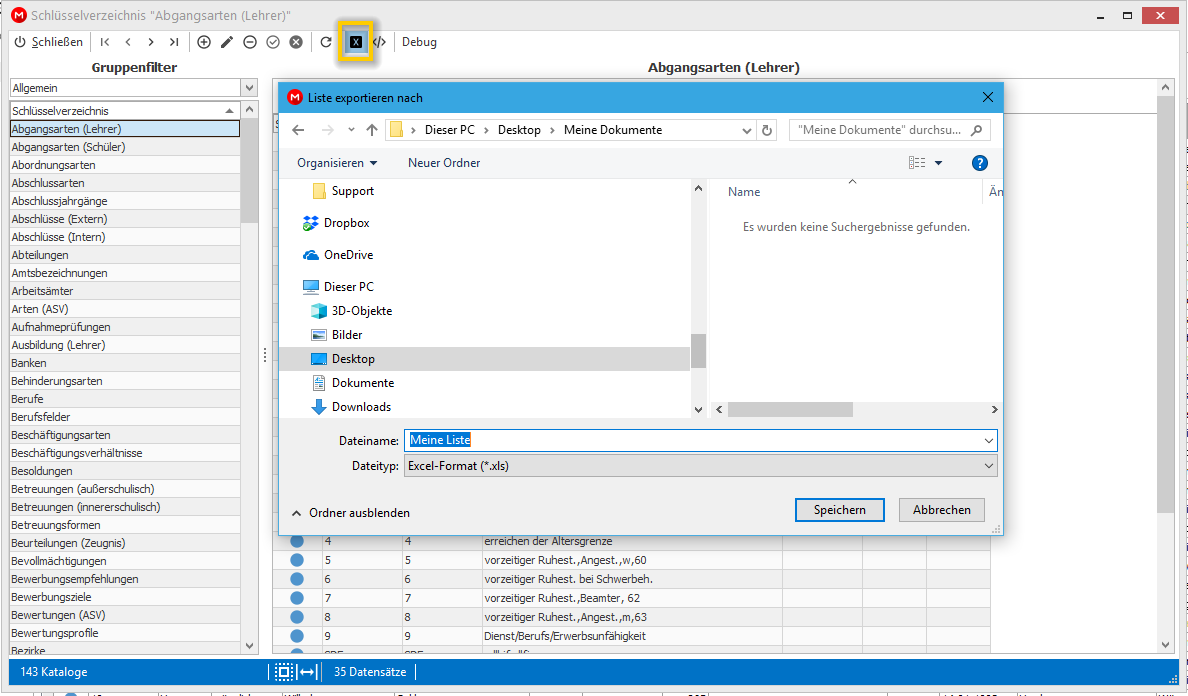 Schlüsselverzeichnis "Abgangsarten (Lehrer)"
Schließen
Debug
Gruppenfilter
Abgangsarten (Lehrer)
Allgemein
Schlüsselverzeichnis
Abgangsarten (Lehrer)
Abgangsarten (Schüler)
Abordnungsarten
Abschlussarten
Abschlussjahrgänge
Abschlüsse (Extern)
Abschlüsse (Intern)
Abteilungen
Amtsbezeichnungen
Arbeitsämter
Arten (ASV)
Aufnahmeprüfungen
Ausbildung (Lehrer)
Banken
Behinderungsarten
Berufe
Berufsfelder
Beschäftigungsarten
Beschäftigungsverhältnisse
Besoldungen
Betreuungen (außerschulisch)
Betreuungen (innererschulisch)
Betreuungsformen
Beurteilungen (Zeugnis)
Bevollmächtigungen
Bewerbungsempfehlungen
Bewerbungsziele
Bewertungen (ASV)
Bewertungsprofile
Bezirke
Liste exportieren nach
Dieser PC > Desktop > Meine Dokumente
"Meine Dokumente" durchsu...
Organisieren
Neuer Ordner
Support
Dropbox
OneDrive
Dieser PC
3D-Objekte
Bilder
Desktop
Dokumente
Downloads
Name
Än
Es wurden keine Suchergebnisse gefunden.
Dateiname: Meine Liste
Dateityp: Excel-Format (*.xls)
Ordner ausblenden
Speichern
Abbrechen
4 4 erreichen der Altersgrenze
5 5 vorzeitiger Ruhest.,Angest.,w,60
6 6 vorzeitiger Ruhest. bei Schwerbeh.
7 7 vorzeitiger Ruhest.,Beamter, 62
8 8 vorzeitiger Ruhest.,Angest.,m,63
9 9 Dienst/Berufs/Erwerbsunfähigkeit
143 Kataloge
35 Datensätze